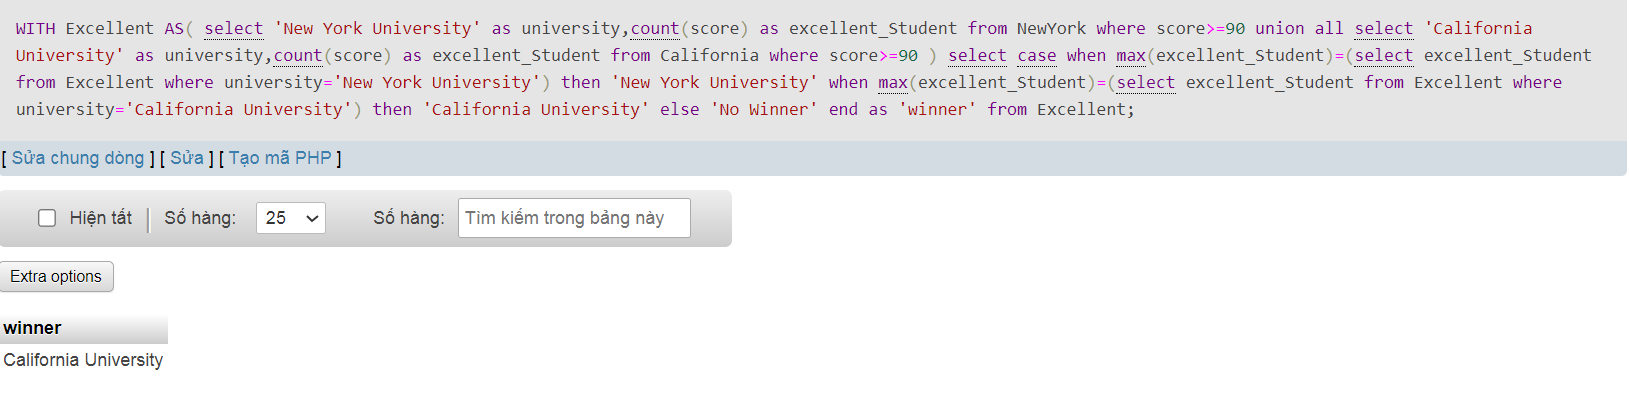 WITH Excellent AS( select 'New York University' as university,count(score) as excellent_Student from NewYork where score>=90 union all select 'California
University' as university,count(score) as excellent_Student from California where score>=90 ) select case when max(excellent_Student)=(select excellent_Student
from Excellent where university='New York University') then 'New York University' when max(excellent_Student)=(select excellent_Student from Excellent where
university='California University') then 'California University' else 'No Winner' end as 'winner' from Excellent;
[ Sửa chung dòng ] [ Sửa ] [ Tạo mã PHP ]
Hiện tất Số hàng: 25 Số hàng: Tìm kiếm trong bảng này
Extra options
winner
California University